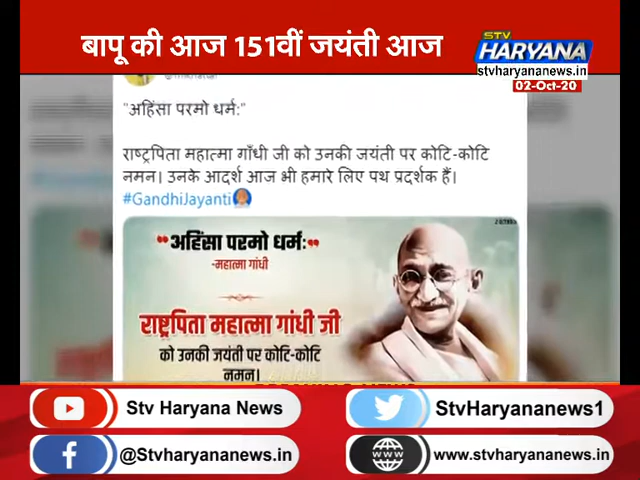 बापू की आज 151वीं जयंती आज
STV
HARYANA
stvharyananews.in
02-Oct-20
"अहिंसा परमो धर्म:"
राष्ट्रपिता महात्मा गाँधी जी को उनकी जयंती पर कोटि-कोटि
नमन। उनके आदर्श आज भी हमारे लिए पथ प्रदर्शक हैं।
#GandhiJayanti
"अहिंसा परमो धर्म:"
-महात्मा गांधी
राष्ट्रपिता महात्मा गांधी जी
को उनकी जयंती पर कोटि-कोटि
नमन।
Stv Haryana News
StvHaryananews1
@Stvharyananews.in
www.stvharyananews.in